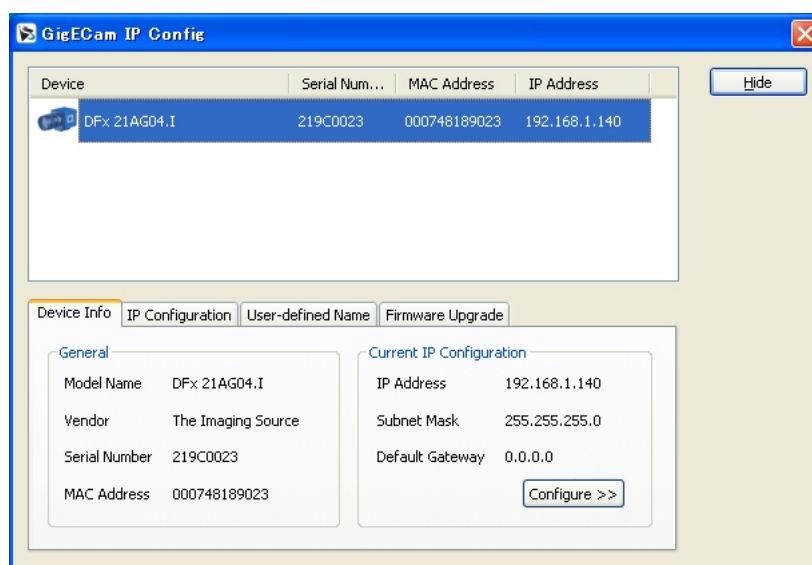 GigECam IP Config
Device Serial Num... MAC Address IP Address
Hide
DFx 21AG04.I 219C0023 000748189023 192.168.1.140
Device Info IP Configuration User-defined Name Firmware Upgrade
General
Model Name DFx 21AG04.I
Vendor The Imaging Source
Serial Number 219C0023
MAC Address 000748189023
Current IP Configuration
IP Address 192.168.1.140
Subnet Mask 255.255.255.0
Default Gateway 0.0.0.0
Configure >>